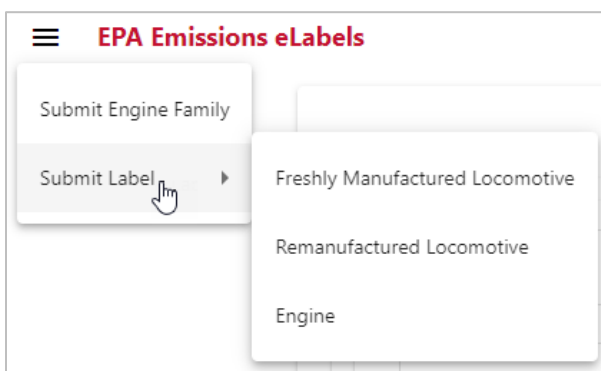 EPA Emissions eLabels
Submit Engine Family
Submit Label
Freshly Manufactured Locomotive
Remanufactured Locomotive
Engine